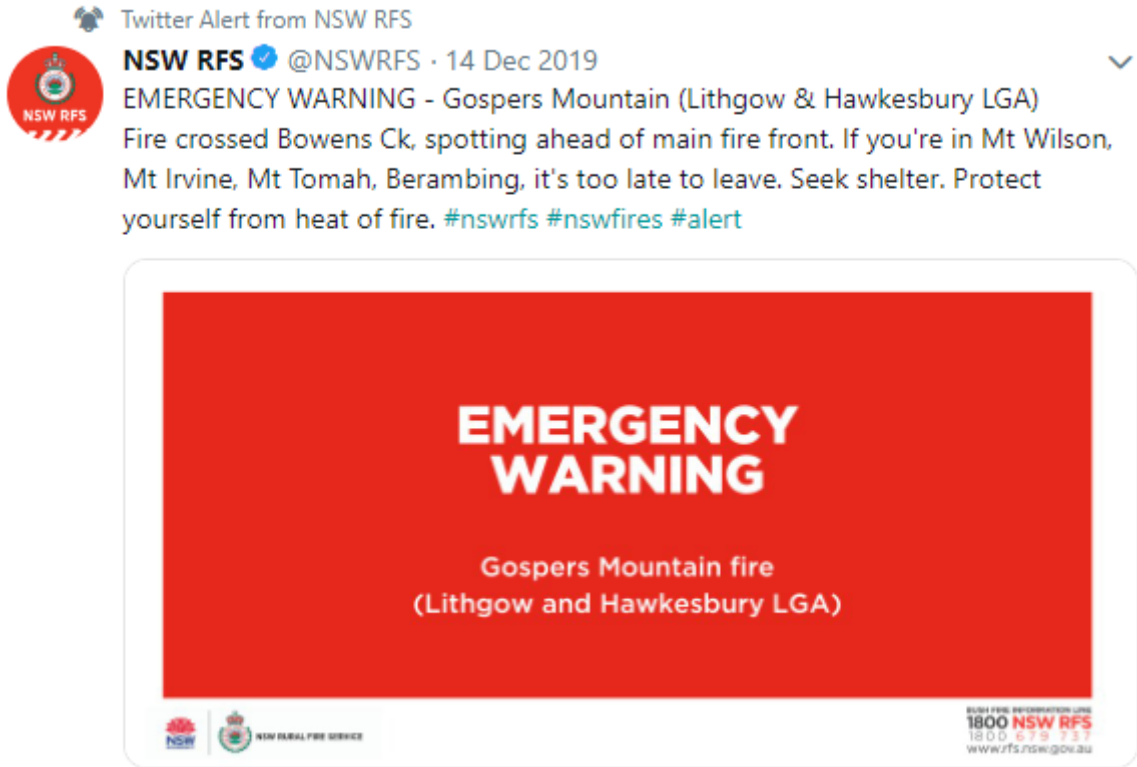 Twitter Alert from NSW RFS
NSW RFS @NSWRFS · 14 Dec 2019
NSW RFS
EMERGENCY WARNING - Gospers Mountain (Lithgow & Hawkesbury LGA)
Fire crossed Bowens Ck, spotting ahead of main fire front. If you're in Mt Wilson,
Mt Irvine, Mt Tomah, Berambing, it's too late to leave. Seek shelter. Protect
yourself from heat of fire. #nswrfs #nswfires #alert
EMERGENCY
WARNING
Gospers Mountain fire
(Lithgow and Hawkesbury LGA)
NSW
NSW RURAL FIRE SERVICE
BUSH FIRE INFORMATION LINE
1800 NSW RFS
1800 679 737
www.rfs.nsw.gov.au